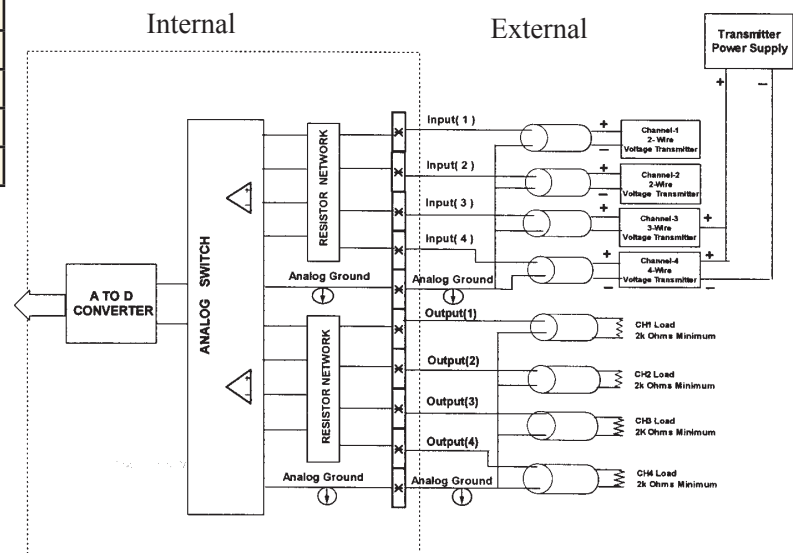 Internal
External
Transmitter
Power Supply
+
–
ANALOG SWITCH
RESISTOR NETWORK
Input( 1 )
+
–
Channel-1
2- Wire
Voltage Transmitter
Input( 2 )
+
–
Channel-2
2-Wire
Voltage Transmitter
Input( 3 )
+
Channel-3
3-Wire
Voltage Transmitter
+
Input( 4 )
+
–
Channel-4
4-Wire
Voltage Transmitter
+
–
Analog Ground
Analog Ground
A TO D
CONVERTER
RESISTOR NETWORK
Output(1)
CH1 Load
2k Ohms Minimum
Output(2)
CH2 Load
2k Ohms Minimum
Output(3)
CH3 Load
2K Ohms Minimum
Output(4)
CH4 Load
2k Ohms Minimum
Analog Ground
Analog Ground